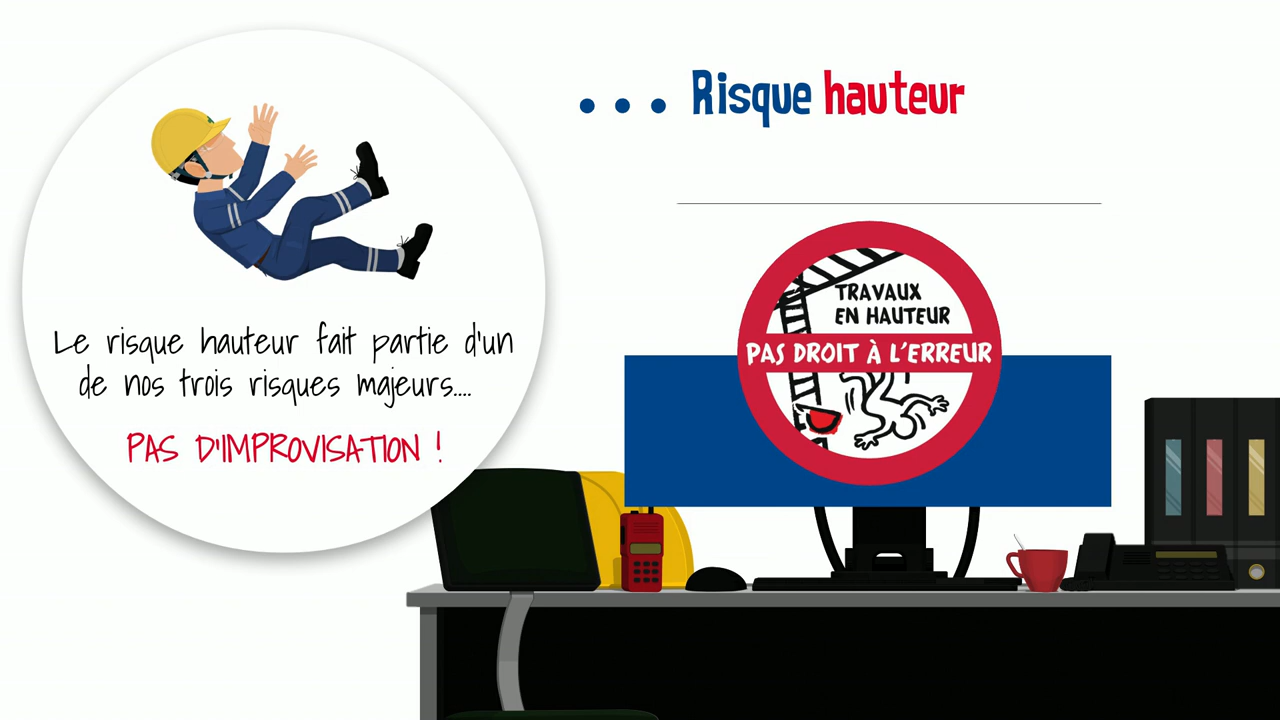 ... Risque hauteur
Le risque hauteur fait partie d'un
de nos trois risques majeurs....
PAS D'IMPROVISATION !
TRAVAUX
EN HAUTEUR
PAS DROIT À L'ERREUR